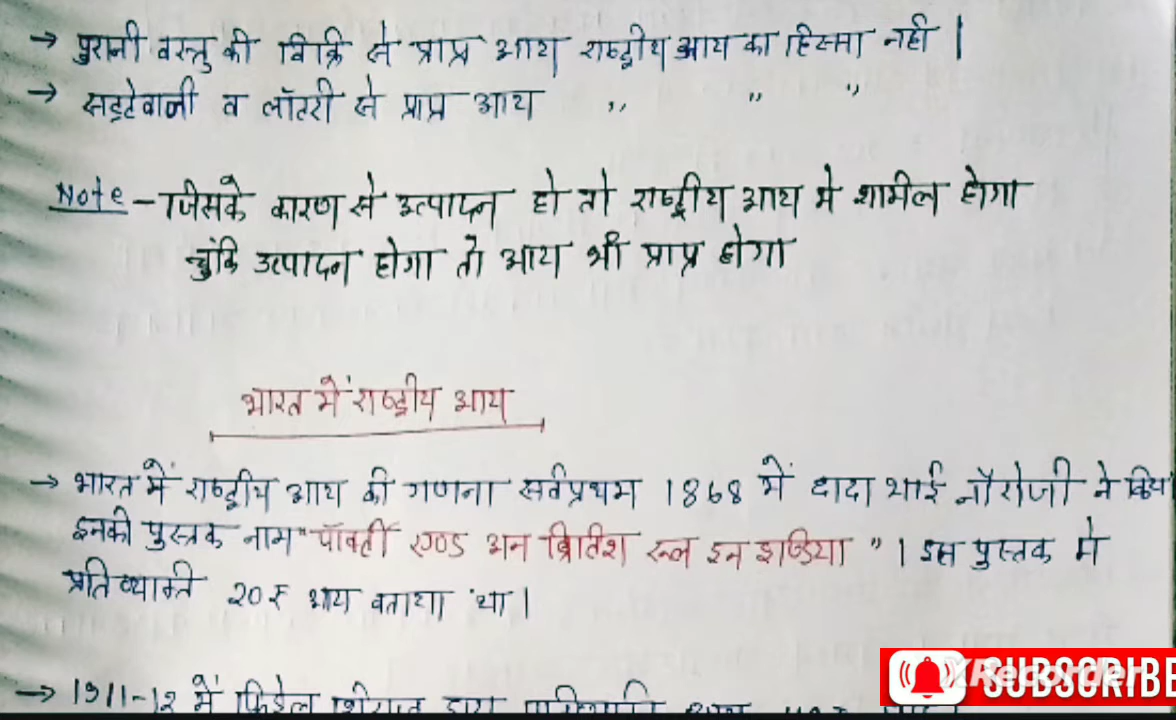 → पुरानी वस्तु की विक्रि से प्राप्त आय राष्ट्रीय आय का हिस्सा नहीं |
→ सट्टेवाजी व लॉटरी से प्राप्त आय ,, ,, ,,
Note - जिसके कारण से उत्पादन हो तो राष्ट्रीय आय मे शामील होगा
चुंकि उत्पादन होगा तो आय भी प्राप्त होगा
भारत में राष्ट्रीय आय
→ भारत में राष्ट्रीय आय की गणना सर्वप्रथम 1868 में दादा भाई नौरोजी ने किया
इनकी पुस्तक नाम "पॉवर्टी एण्ड अन ब्रितिश रूल इन इण्डिया" | इस पुस्तक मे
प्रति व्याक्ती 20 ₹ आय बताया था |
→ 1911-12 में
SUBSCRIBE